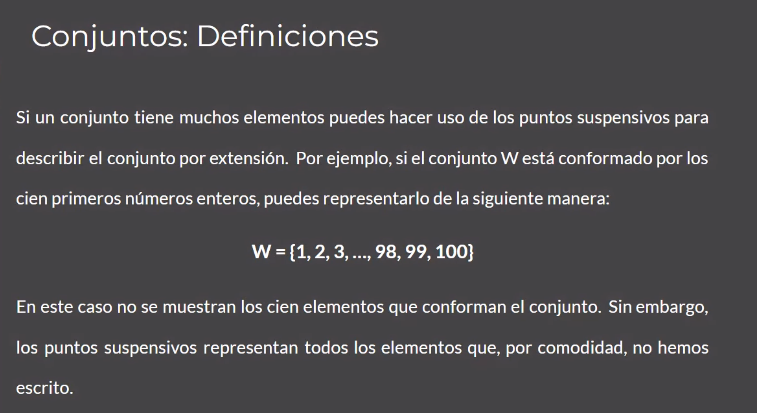 Conjuntos: Definiciones
Si un conjunto tiene muchos elementos puedes hacer uso de los puntos suspensivos para
describir el conjunto por extensión. Por ejemplo, si el conjunto W está conformado por los
cien primeros números enteros, puedes representarlo de la siguiente manera:
W = {1, 2, 3, ..., 98, 99, 100}
En este caso no se muestran los cien elementos que conforman el conjunto. Sin embargo,
los puntos suspensivos representan todos los elementos que, por comodidad, no hemos
escrito.